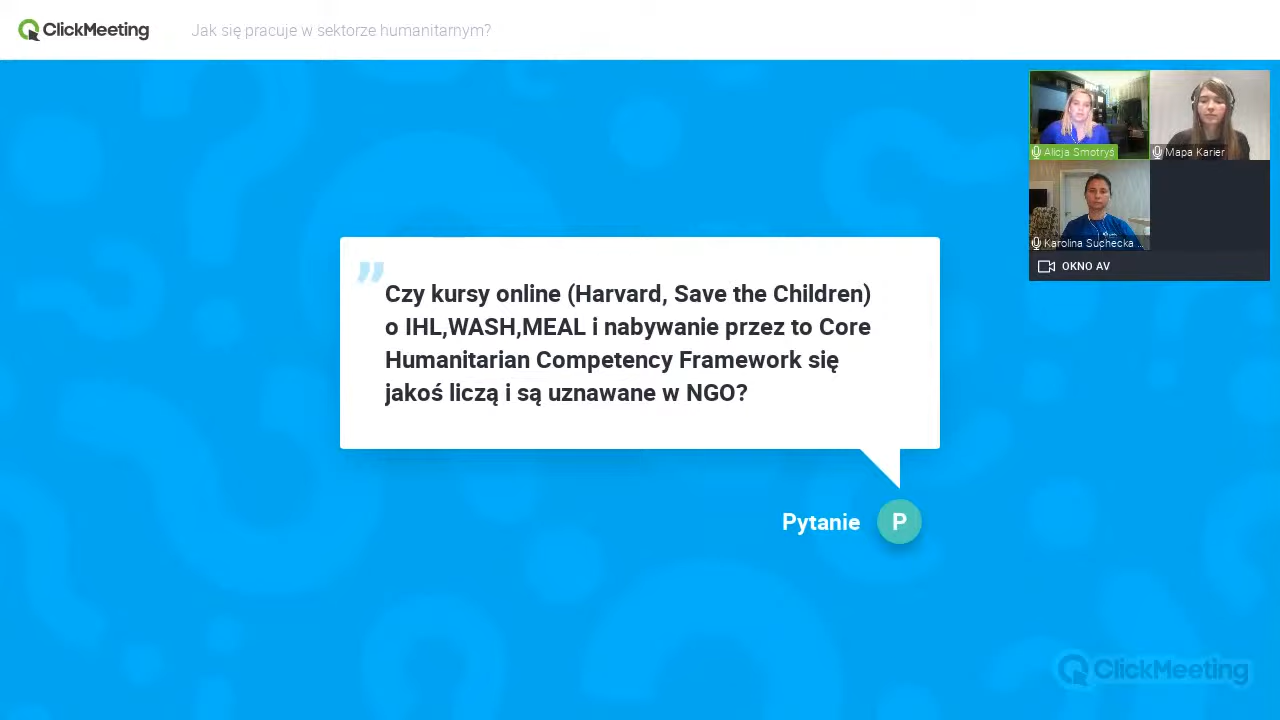 ClickMeeting
Jak się pracuje w sektorze humanitarnym?
Alicja Smotryś
Mapa Karier
Karolina Suchecka ...
OKNO AV
”
Czy kursy online (Harvard, Save the Children)
o IHL,WASH,MEAL i nabywanie przez to Core
Humanitarian Competency Framework się
jakoś liczą i są uznawane w NGO?
Pytanie
P
ClickMeeting